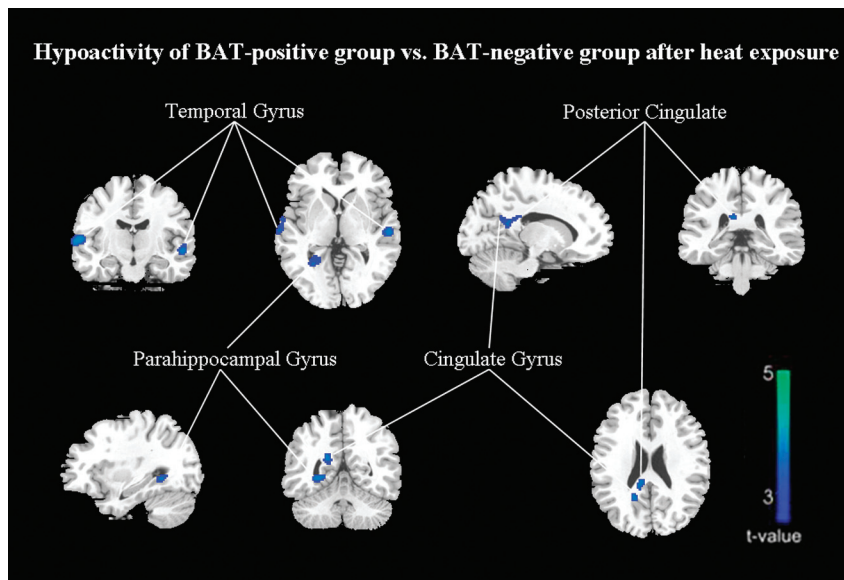 Hypoactivity of BAT-positive group vs. BAT-negative group after heat exposure
Temporal Gyrus
Posterior Cingulate
Parahippocampal Gyrus
Cingulate Gyrus
5
3
t-value